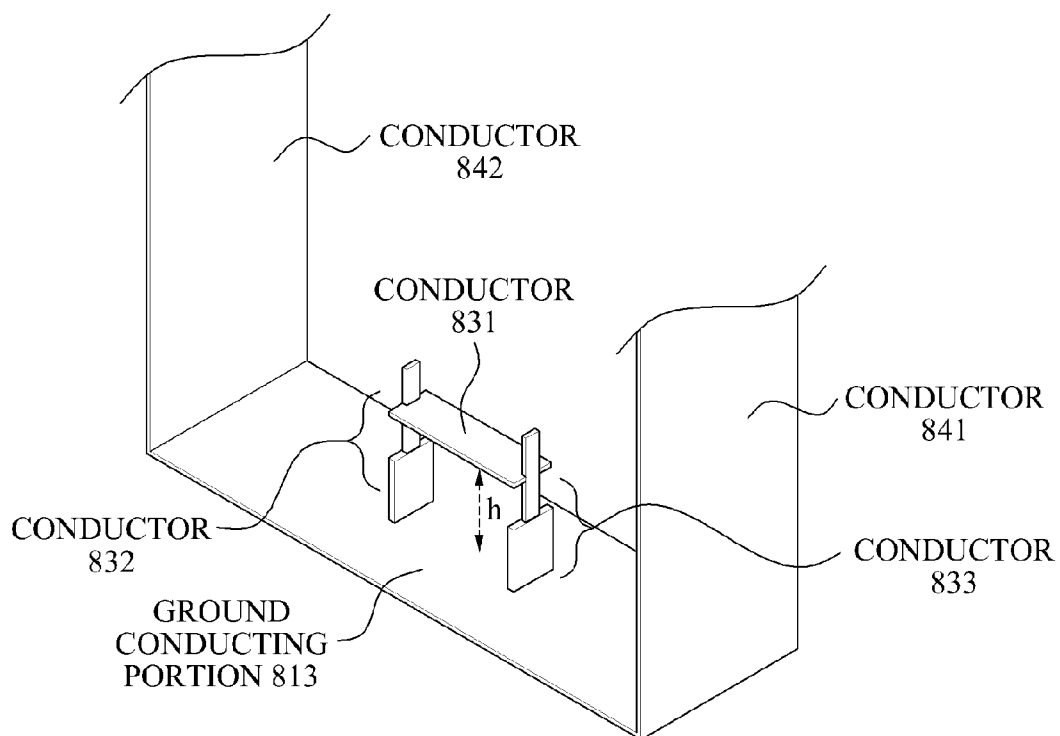 CONDUCTOR
842
CONDUCTOR
831
CONDUCTOR
841
h
CONDUCTOR
832
CONDUCTOR
833
GROUND
CONDUCTING
PORTION 813